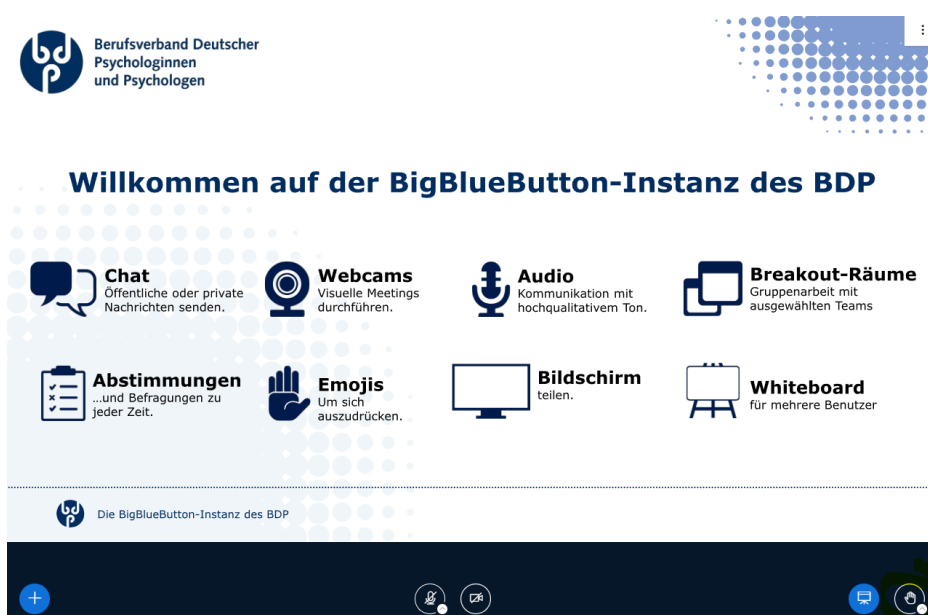 bdp
Berufsverband Deutscher
Psychologinnen
und Psychologen
Willkommen auf der BigBlueButton-Instanz des BDP
Chat
Öffentliche oder private
Nachrichten senden.
Webcams
Visuelle Meetings
durchführen.
Audio
Kommunikation mit
hochqualitativem Ton.
Breakout-Räume
Gruppenarbeit mit
ausgewählten Teams
Abstimmungen
...und Befragungen zu
jeder Zeit.
Emojis
Um sich
auszudrücken.
Bildschirm
teilen.
Whiteboard
für mehrere Benutzer
bdp
Die BigBlueButton-Instanz des BDP